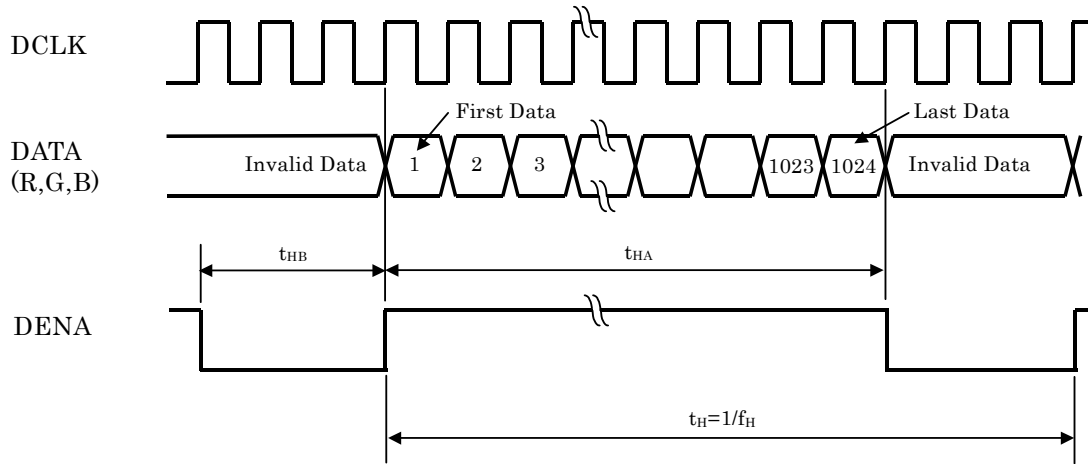 DCLK
First Data
Last Data
DATA
(R,G,B)
Invalid Data
1
2
3
1023
1024
Invalid Data
tHB
tHA
DENA
tH=1/fH